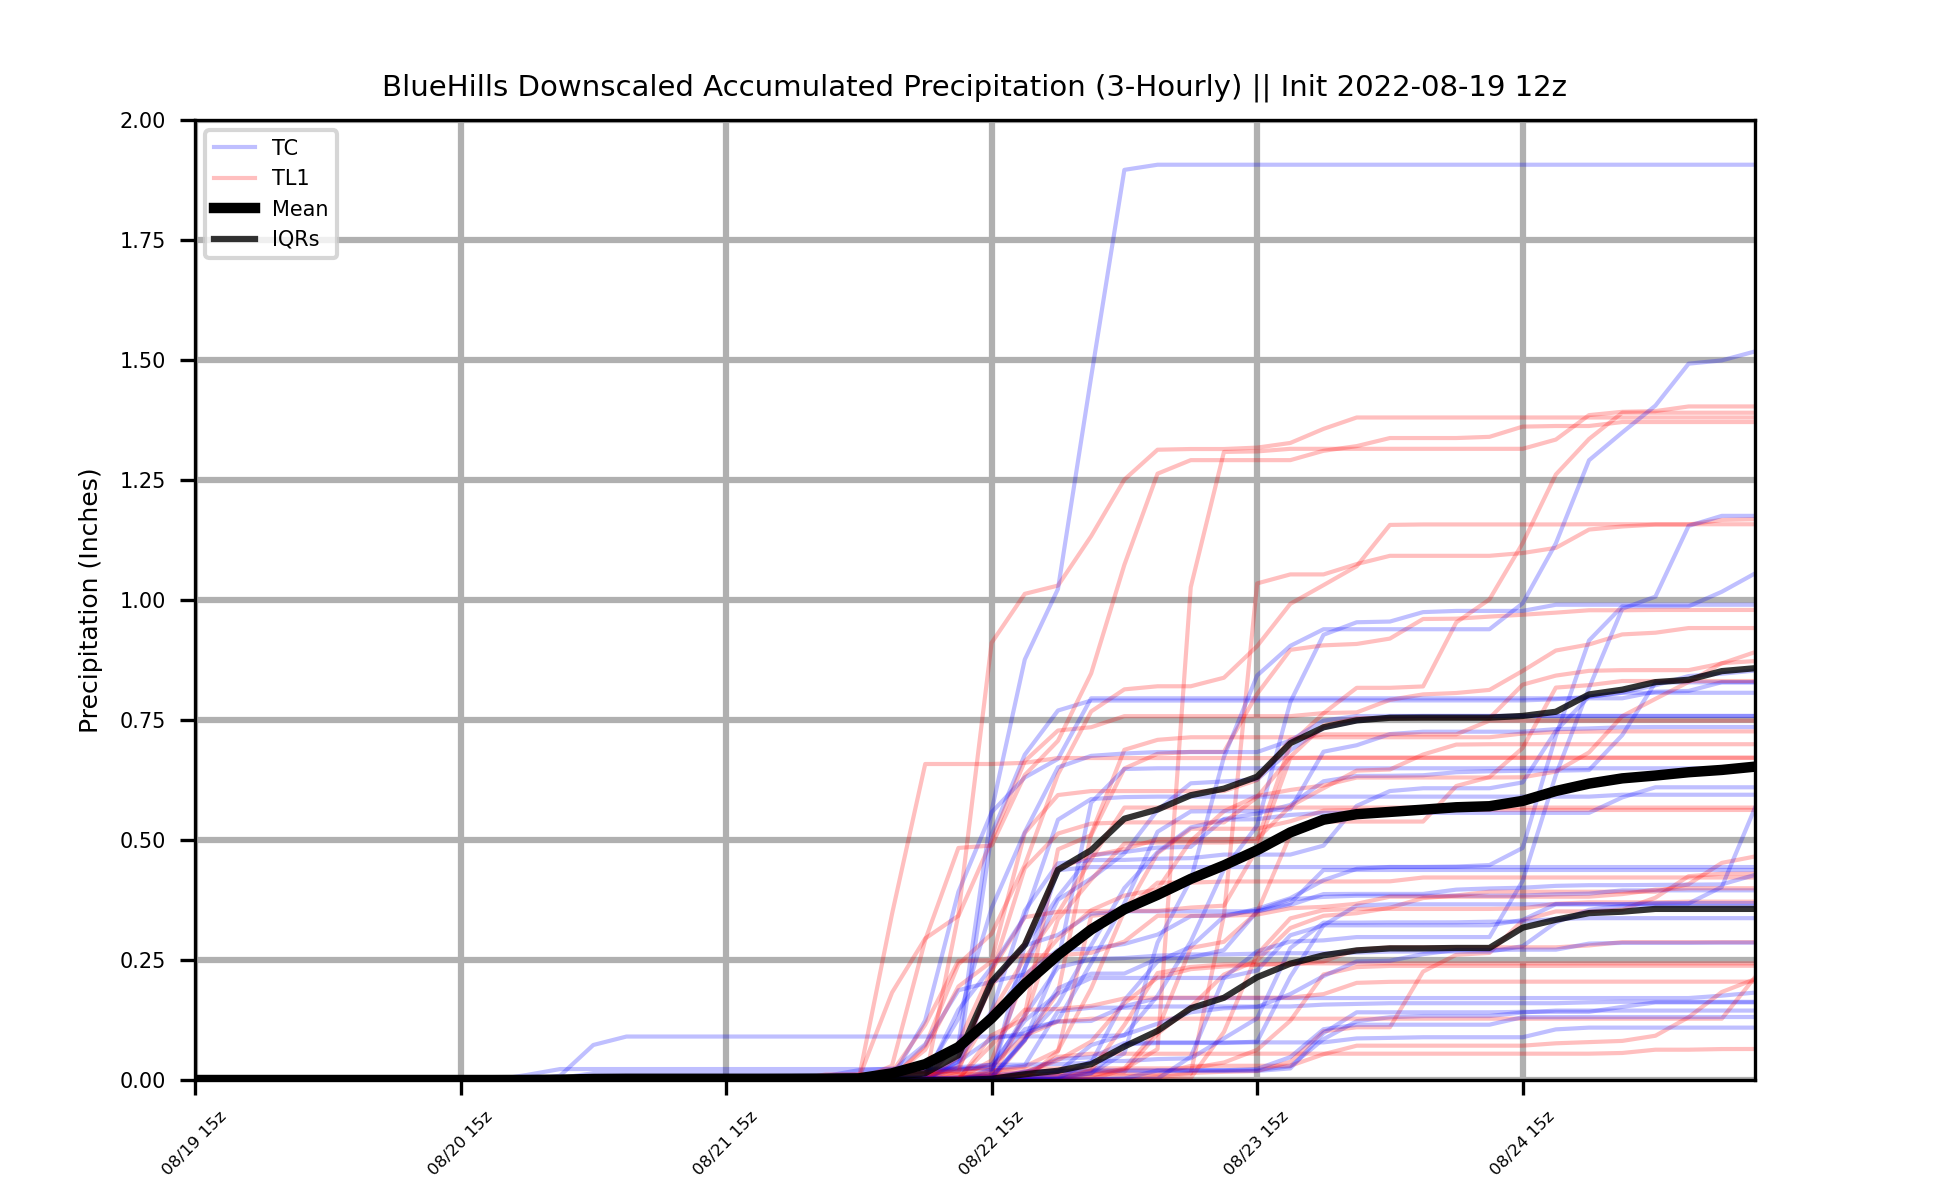 BlueHills Downscaled Accumulated Precipitation (3-Hourly) || Init 2022-08-19 12z
TC
TL1
Mean
IQRs
Precipitation (Inches)
2.00
1.75
1.50
1.25
1.00
0.75
0.50
0.25
0.00
08/19 15z
08/20 15z
08/21 15z
08/22 15z
08/23 15z
08/24 15z